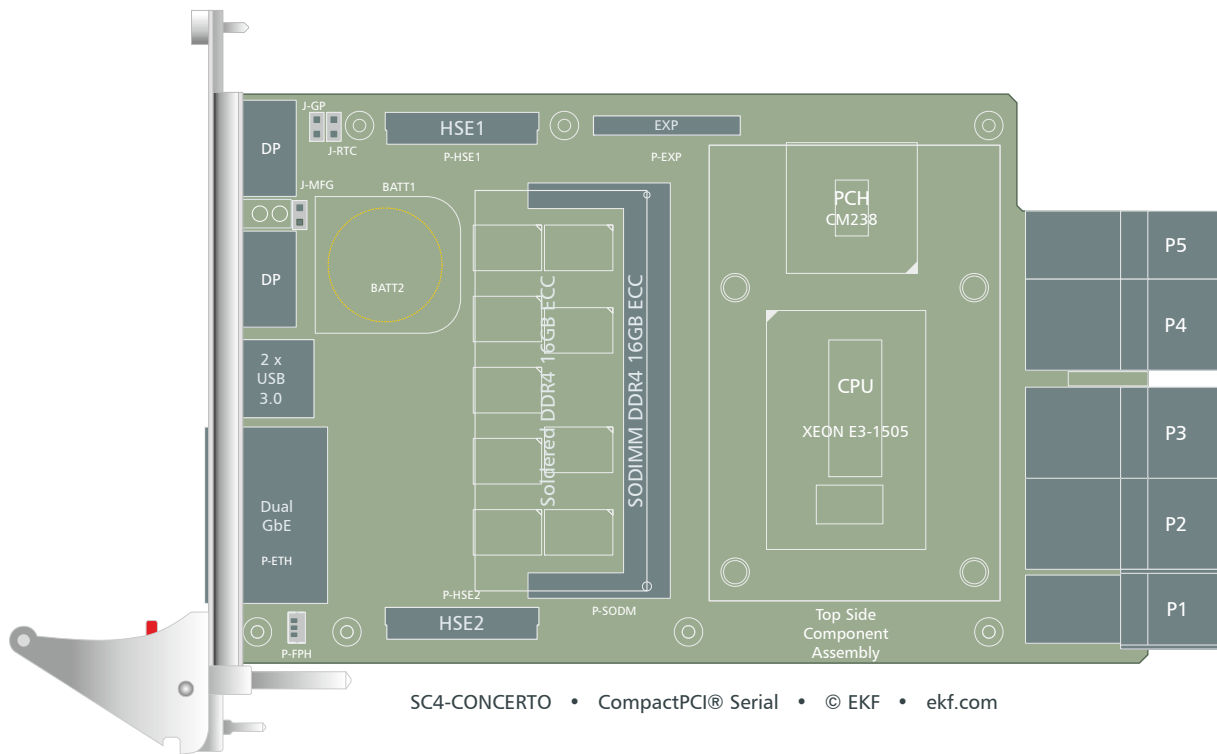 J-GP
DP
J-RTC
HSE1
P-HSE1
EXP
P-EXP
J-MFG
BATT1
BATT2
DP
2 x
USB
3.0
Dual
GbE
P-ETH
P-FPH
Soldered DDR4 16GB ECC
SODIMM DDR4 16GB ECC
P-HSE2
HSE2
P-SODM
PCH
CM238
CPU
XEON E3-1505
Top Side
Component
Assembly
P5
P4
P3
P2
P1
SC4-CONCERTO • CompactPCI® Serial • © EKF • ekf.com